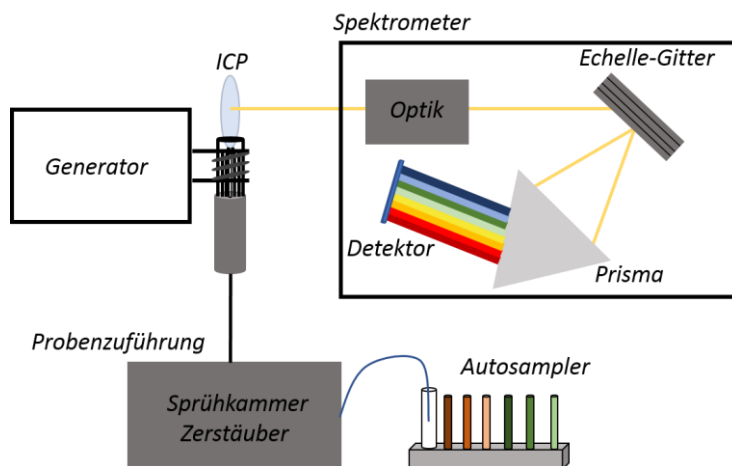 Spektrometer
ICP
Echelle-Gitter
Optik
Generator
Detektor
Prisma
Probenzuführung
Autosampler
Sprühkammer
Zerstäuber